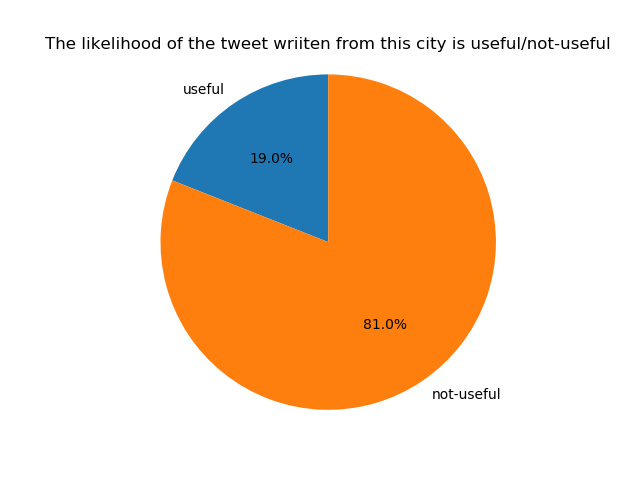 The likelihood of the tweet wriiten from this city is useful/not-useful
useful
19.0%
81.0%
not-useful